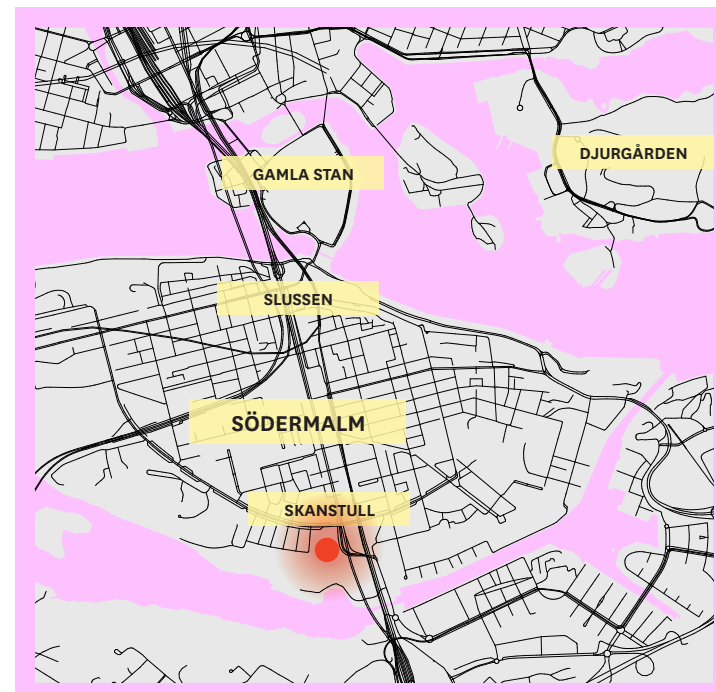 DJURGÅRDEN
GAMLA STAN
SLUSSEN
SÖDERMALM
SKANSTULL